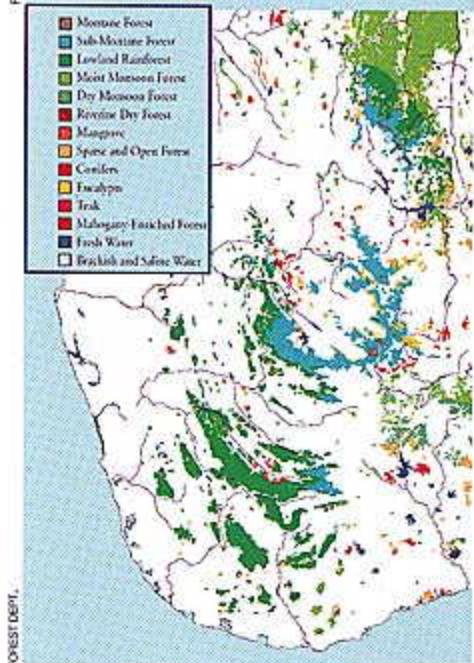 Montane Forest
Sub-Montane Forest
Lowland Rainforest
Moist Monsoon Forest
Dry Monsoon Forest
Riverine Dry Forest
Mangrove
Sparse and Open Forest
Conifers
Eucalypts
Teak
Mahogany-Enriched Forest
Fresh Water
Brackish and Saline Water
OREST DEPT.